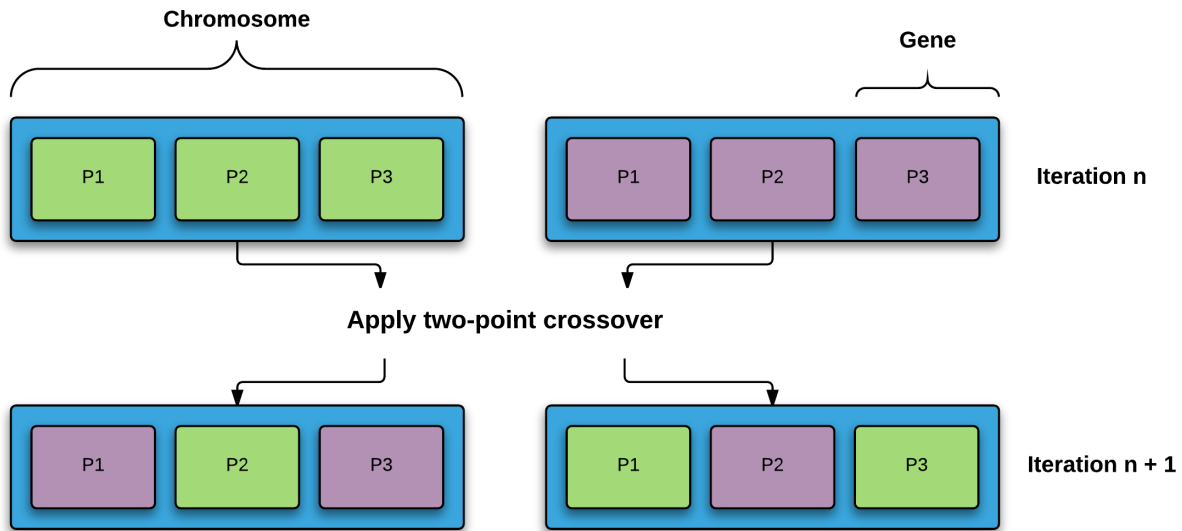 Chromosome
Gene
P1 P2 P3 P1 P2 P3 Iteration n
Apply two-point crossover
P1 P2 P3 P1 P2 P3 Iteration n + 1